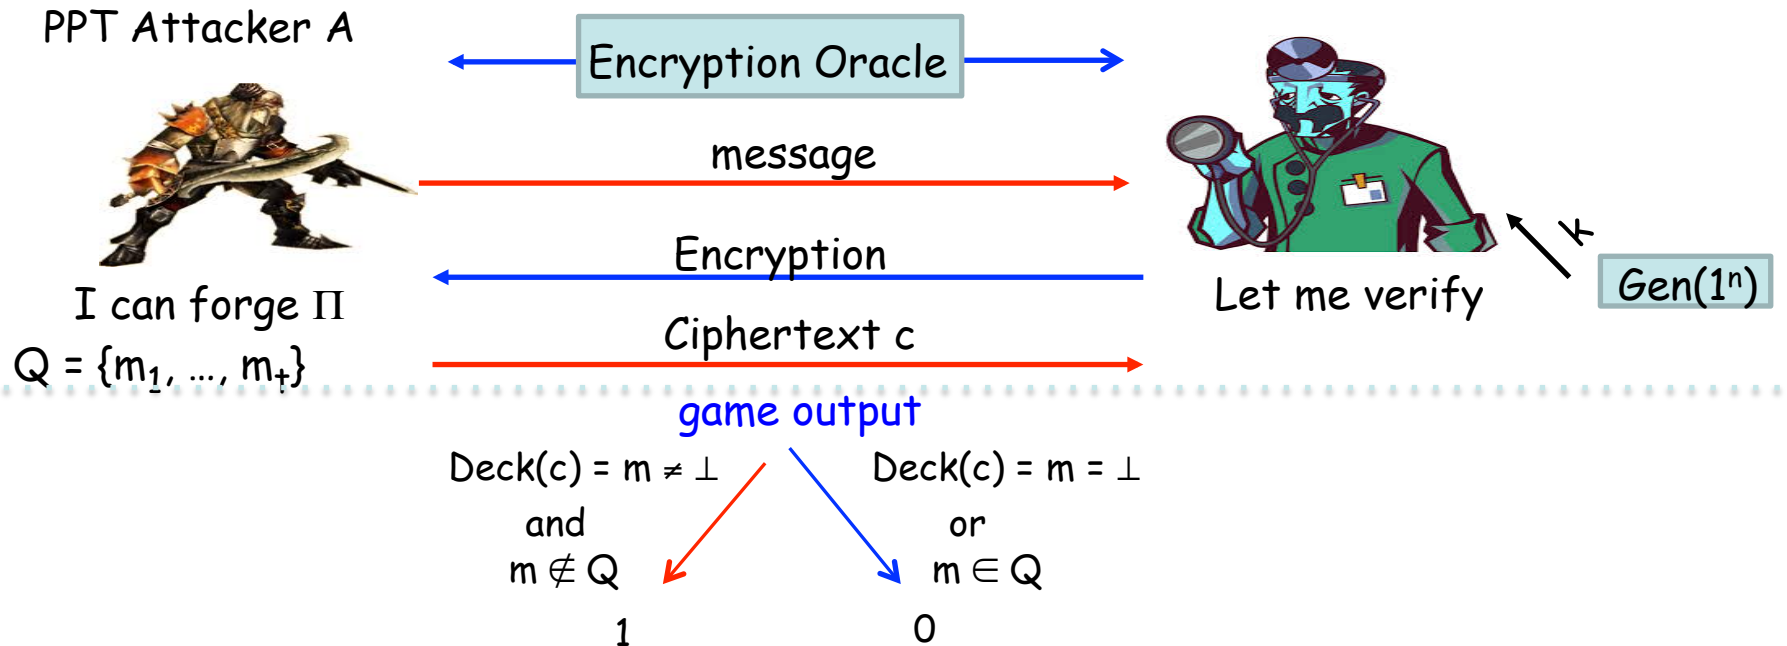 PPT Attacker A
Encryption Oracle
message
Encryption
k
Gen(1ⁿ)
I can forge Π
Let me verify
Ciphertext c
Q = {m₁, …, mₜ}
game output
Deck(c) = m ≠ ⊥
Deck(c) = m = ⊥
and
or
m ∉ Q
m ∈ Q
1
0